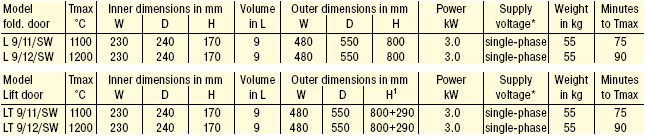 Model Tmax Inner dimensions in mm Volume Outer dimensions in mm Power Supply Weight Minutes
fold. door °C W D H in L W D H kW voltage* in kg to Tmax
L 9/11/SW 1100 230 240 170 9 480 550 800 3.0 single-phase 55 75
L 9/12/SW 1200 230 240 170 9 480 550 800 3.0 single-phase 55 90
Model Tmax Inner dimensions in mm Volume Outer dimensions in mm Power Supply Weight Minutes
Lift door °C W D H in L W D H¹ kW voltage* in kg to Tmax
LT 9/11/SW 1100 230 240 170 9 480 550 800+290 3.0 single-phase 55 75
LT 9/12/SW 1200 230 240 170 9 480 550 800+290 3.0 single-phase 55 90